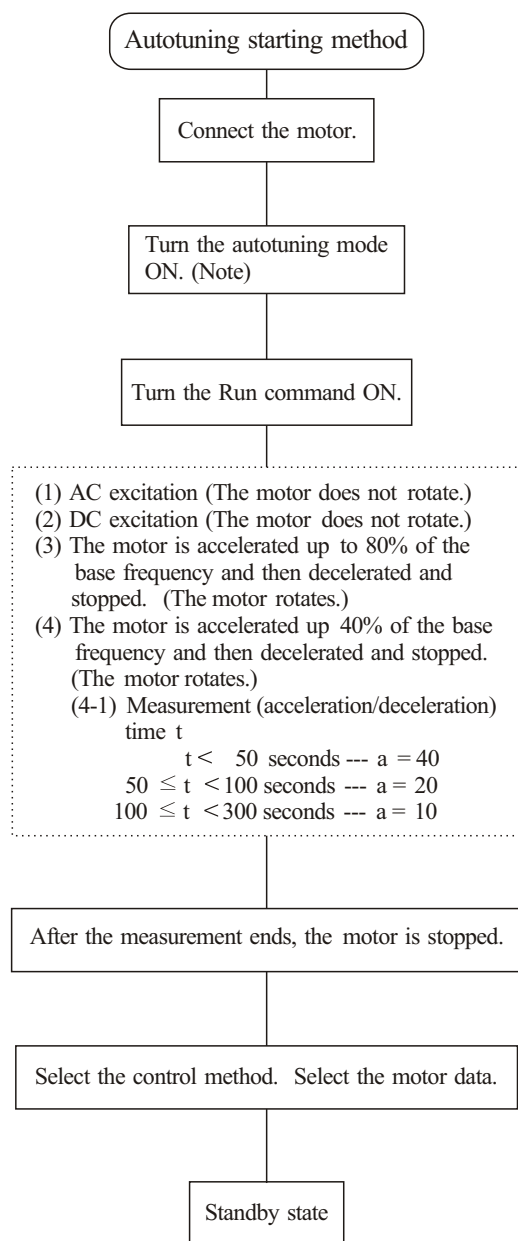 Autotuning starting method
Connect the motor.
Turn the autotuning mode
ON. (Note)
Turn the Run command ON.
(1) AC excitation (The motor does not rotate.)
(2) DC excitation (The motor does not rotate.)
(3) The motor is accelerated up to 80% of the
base frequency and then decelerated and
stopped. (The motor rotates.)
(4) The motor is accelerated up 40% of the base
frequency and then decelerated and stopped.
(The motor rotates.)
(4-1) Measurement (acceleration/deceleration)
time t
t < 50 seconds --- a = 40
50 ≤ t < 100 seconds --- a = 20
100 ≤ t < 300 seconds --- a = 10
After the measurement ends, the motor is stopped.
Select the control method. Select the motor data.
Standby state